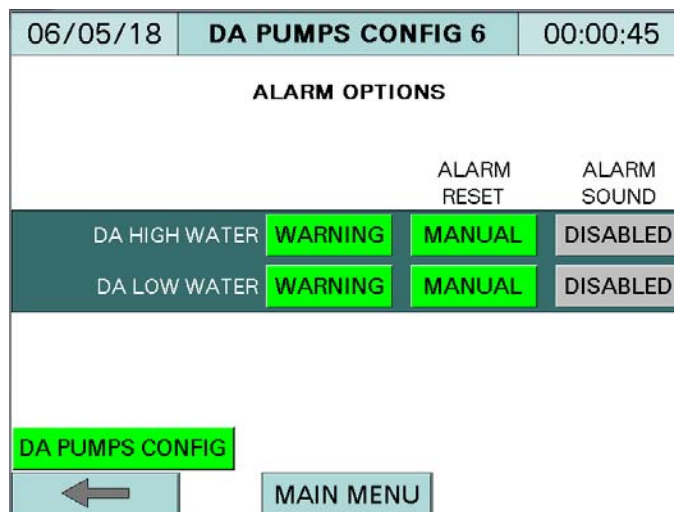 06/05/18 DA PUMPS CONFIG 6 00:00:45
ALARM OPTIONS
ALARM RESET ALARM SOUND
DA HIGH WATER WARNING MANUAL DISABLED
DA LOW WATER WARNING MANUAL DISABLED
DA PUMPS CONFIG
MAIN MENU